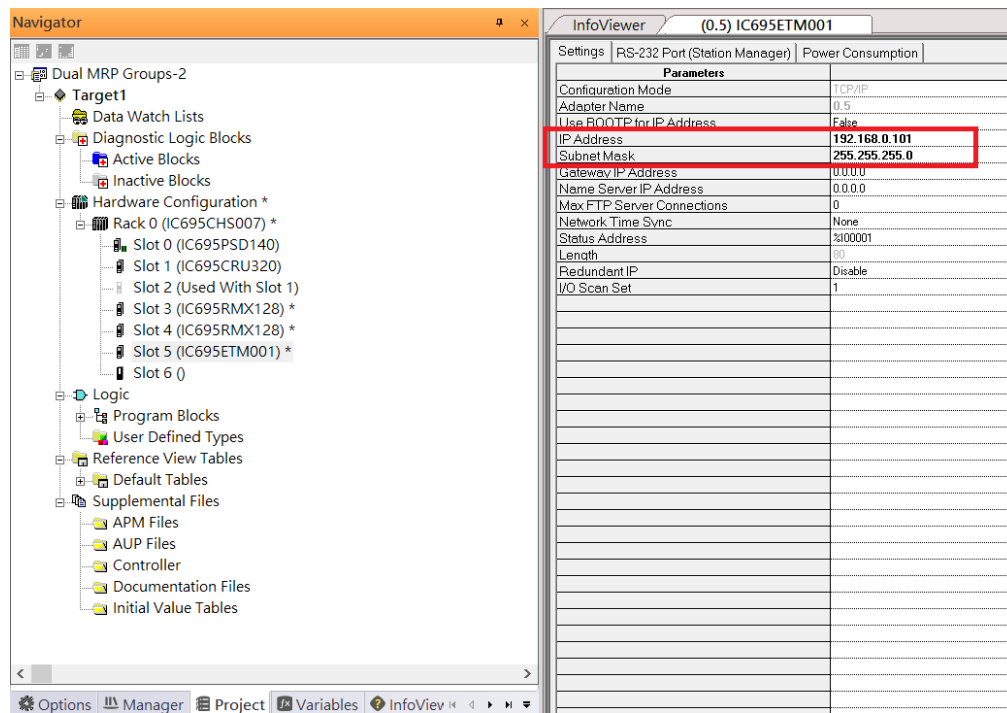 Navigator
Dual MRP Groups-2
Target1
Data Watch Lists
Diagnostic Logic Blocks
Active Blocks
Inactive Blocks
Hardware Configuration *
Rack 0 (IC695CHS007) *
Slot 0 (IC695PSD140)
Slot 1 (IC695CRU320)
Slot 2 (Used With Slot 1)
Slot 3 (IC695RMX128) *
Slot 4 (IC695RMX128) *
Slot 5 (IC695ETM001) *
Slot 6 ()
Logic
Program Blocks
User Defined Types
Reference View Tables
Default Tables
Supplemental Files
APM Files
AUP Files
Controller
Documentation Files
Initial Value Tables
Options Manager Project Variables InfoView
InfoViewer (0.5) IC695ETM001
Settings RS-232 Port (Station Manager) Power Consumption
Parameters
Configuration Mode TCP/IP
Adapter Name 0.5
Use BOOTP for IP Address False
IP Address 192.168.0.101
Subnet Mask 255.255.255.0
Gateway IP Address 0.0.0.0
Name Server IP Address 0.0.0.0
Max FTP Server Connections 0
Network Time Sync None
Status Address %I00001
Length 80
Redundant IP Disable
I/O Scan Set 1